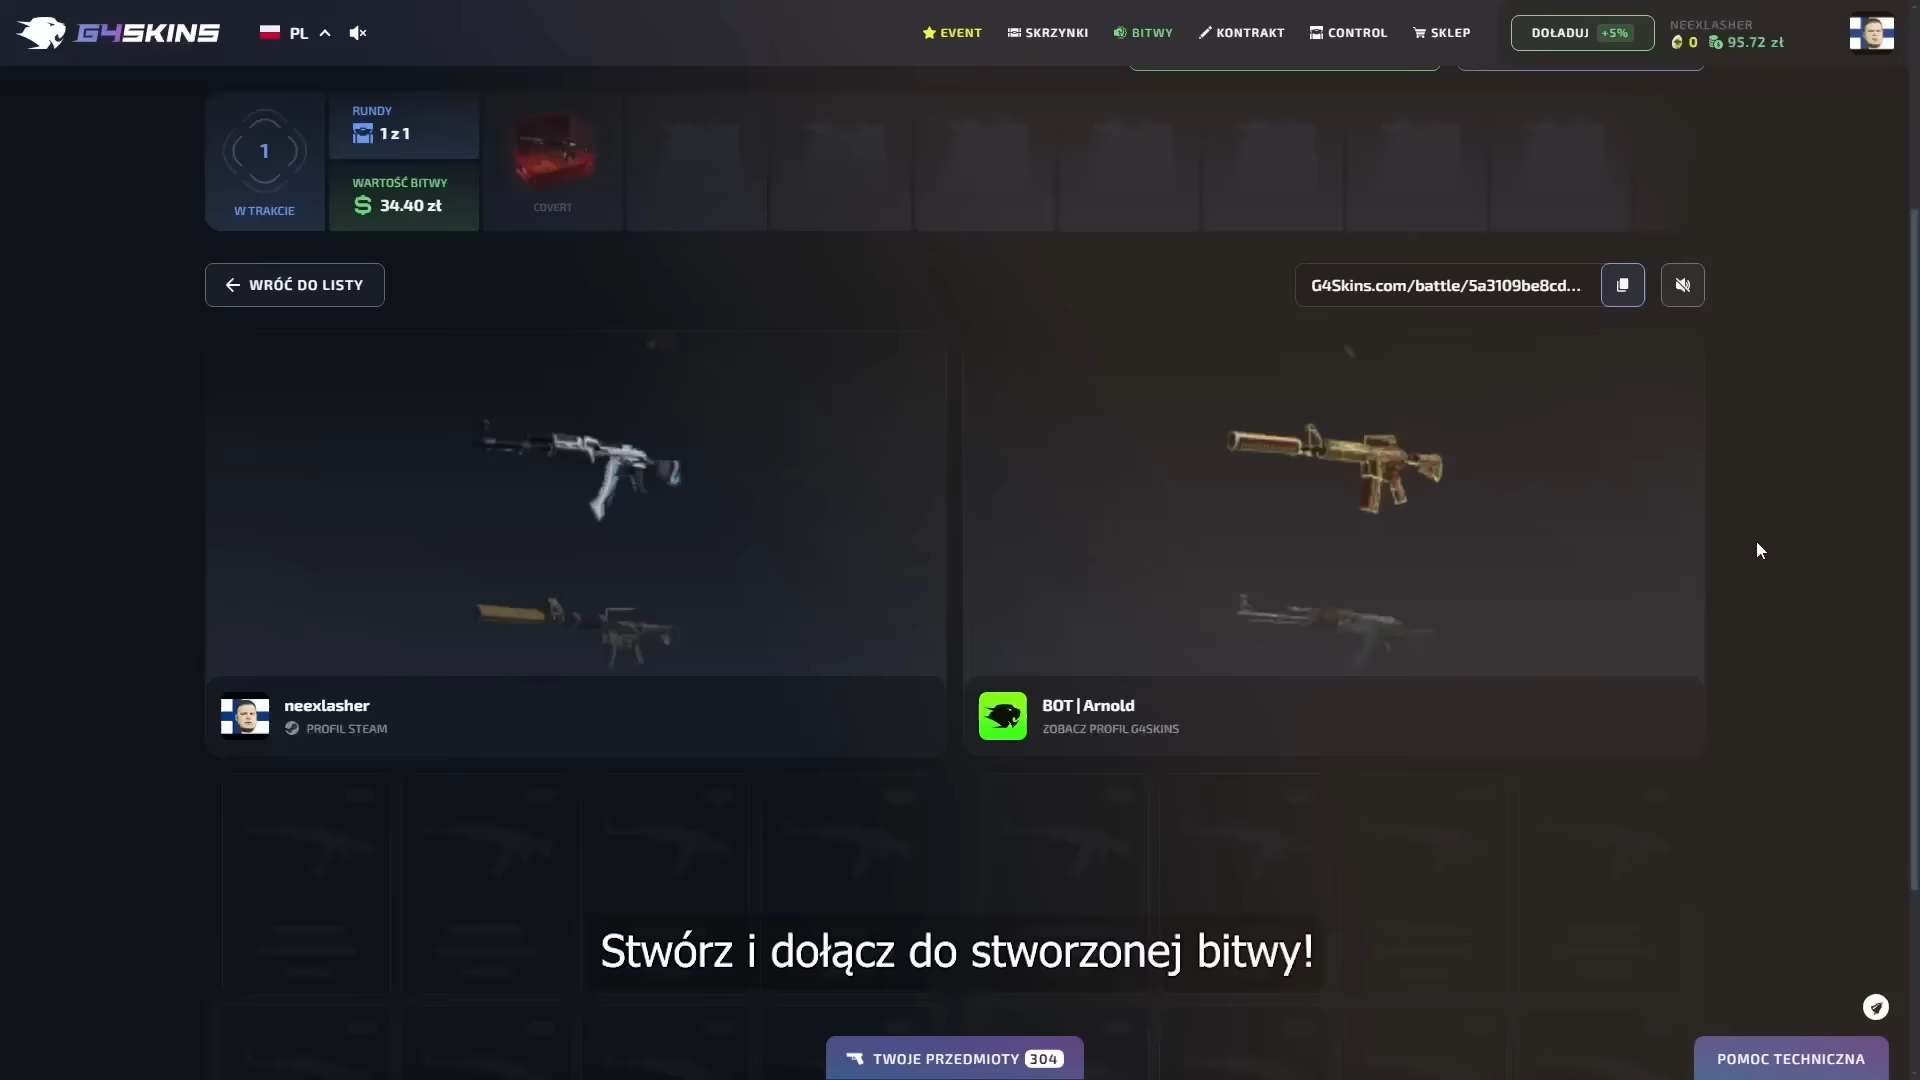 G4SKINS
PL
EVENT
SKRZYNKI
BITWY
KONTRAKT
CONTROL
SKLEP
DOŁADUJ +5%
NEEXLASHER
0 95.72 zł
1
W TRAKCIE
RUNDY
1 z 1
WARTOŚĆ BITWY
34.40 zł
COVERT
WRÓĆ DO LISTY
G4Skins.com/battle/5a3109be8cd...
neexlasher
PROFIL STEAM
BOT | Arnold
ZOBACZ PROFIL G4SKINS
Stwórz i dołącz do stworzonej bitwy!
TWOJE PRZEDMIOTY 304
POMOC TECHNICZNA